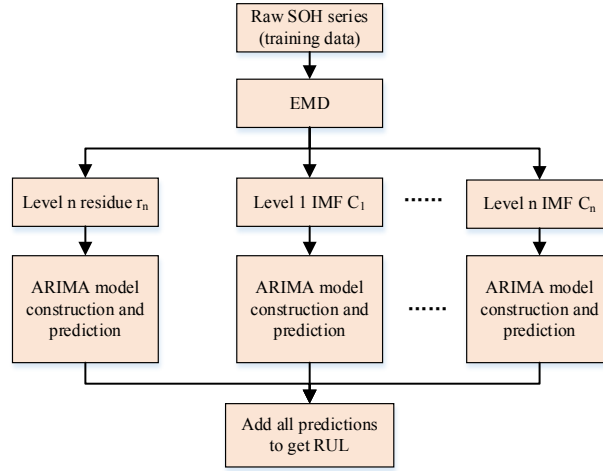 Raw SOH series
(training data)
EMD
Level n residue rₙ
Level 1 IMF C₁
......
Level n IMF Cₙ
ARIMA model
construction and
prediction
ARIMA model
construction and
prediction
......
ARIMA model
construction and
prediction
Add all predictions
to get RUL